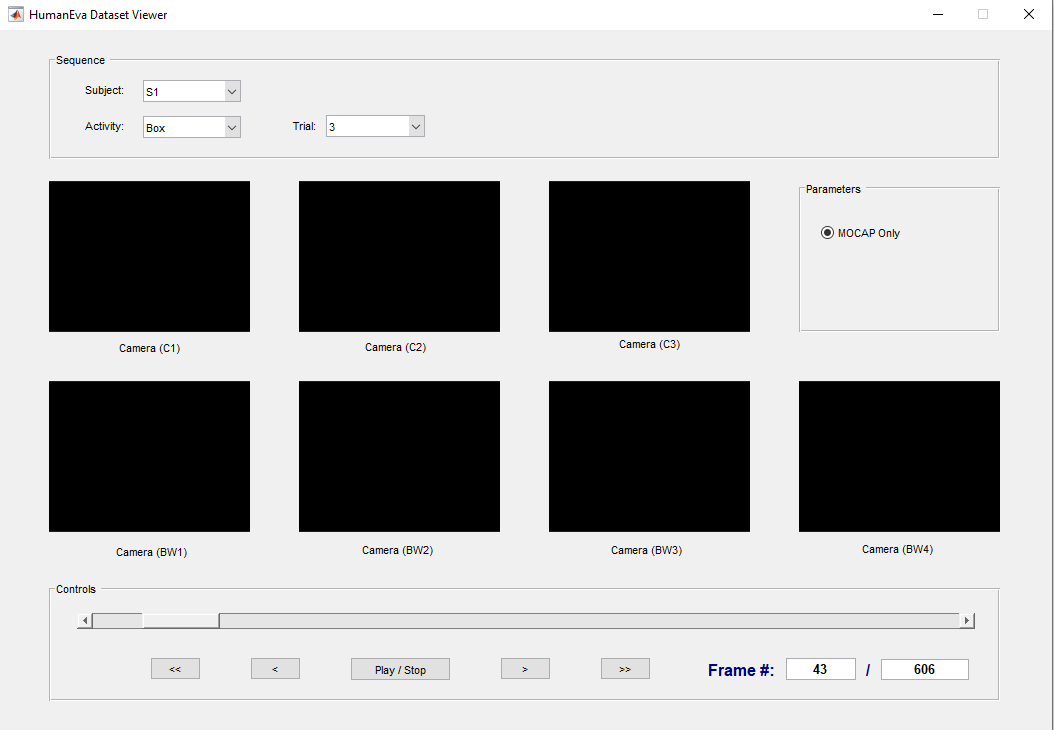 HumanEva Dataset Viewer
Sequence
Subject: S1
Activity: Box Trial: 3
Parameters
MOCAP Only
Camera (C1) Camera (C2) Camera (C3)
Camera (BW1) Camera (BW2) Camera (BW3) Camera (BW4)
Controls
<< < Play / Stop > >> Frame #: 43 / 606